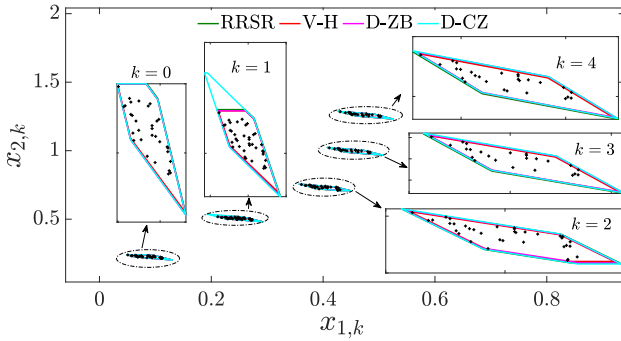 RRSR V-H D-ZB D-CZ
2
1.5
1
0.5
x₂,ₖ
k = 0
k = 1
k = 4
k = 3
k = 2
0 0.2 0.4 0.6 0.8
x₁,ₖ